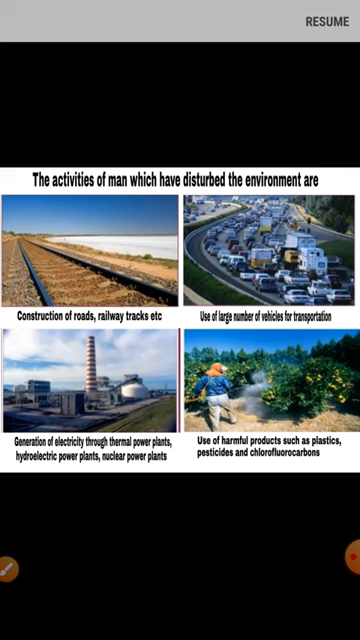 RESUME
The activities of man which have disturbed the environment are
Construction of roads, railway tracks etc
Use of large number of vehicles for transportation
Generation of electricity through thermal power plants,
hydroelectric power plants, nuclear power plants
Use of harmful products such as plastics,
pesticides and chlorofluorocarbons